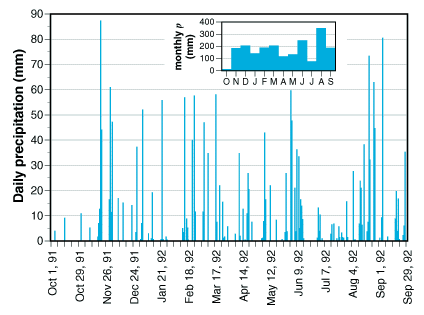 Daily precipitation (mm)
90
80
70
60
50
40
30
20
10
0
monthly p
(mm)
400
300
200
100
0
O N D J F M A M J J A S
Oct 1, 91
Oct 29, 91
Nov 26, 91
Dec 24, 91
Jan 21, 92
Feb 18, 92
Mar 17, 92
Apr 14, 92
May 12, 92
Jun 9, 92
Jul 7, 92
Aug 4, 92
Sep 1, 92
Sep 29, 92